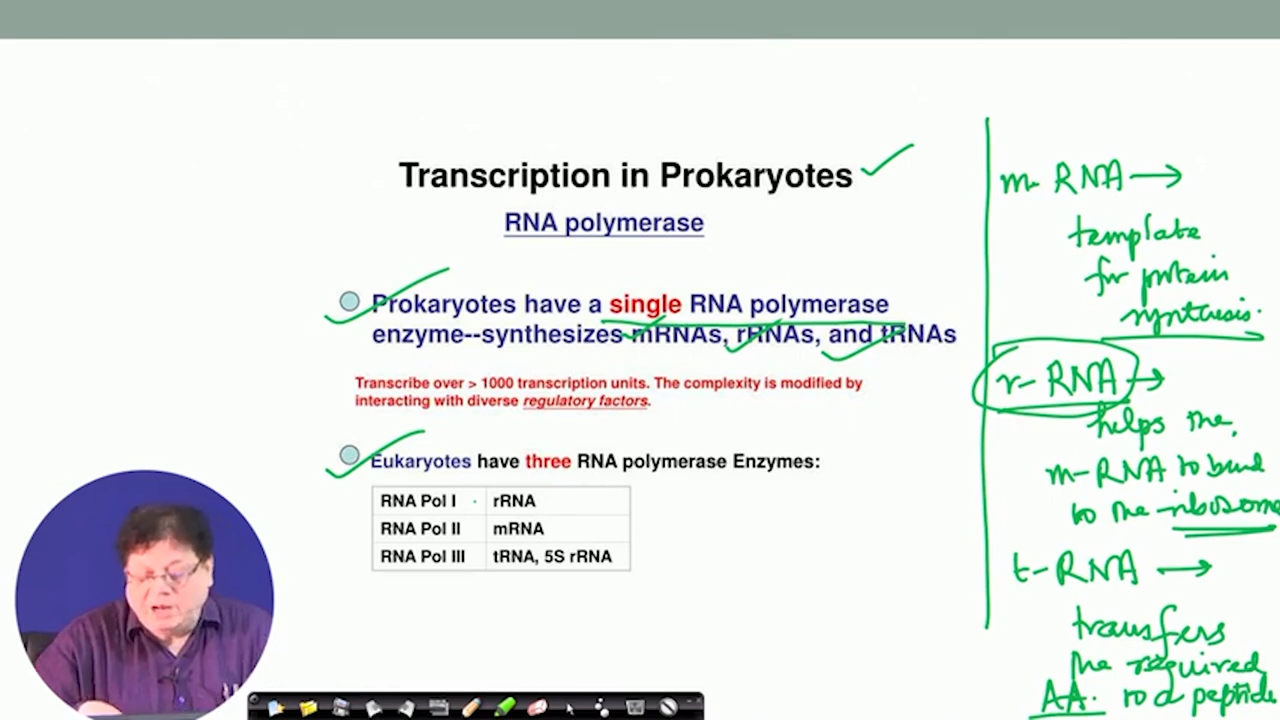 Transcription in Prokaryotes
RNA polymerase
Prokaryotes have a single RNA polymerase
enzyme--synthesizes mRNAs, rRNAs, and tRNAs
Transcribe over > 1000 transcription units. The complexity is modified by
interacting with diverse regulatory factors.
Eukaryotes have three RNA polymerase Enzymes:
RNA Pol I rRNA
RNA Pol II mRNA
RNA Pol III tRNA, 5S rRNA
m-RNA →
template
for protein
synthesis.
r-RNA →
helps the
m-RNA to bind
to the ribosome
t-RNA →
transfers
the required
AA. to a peptide